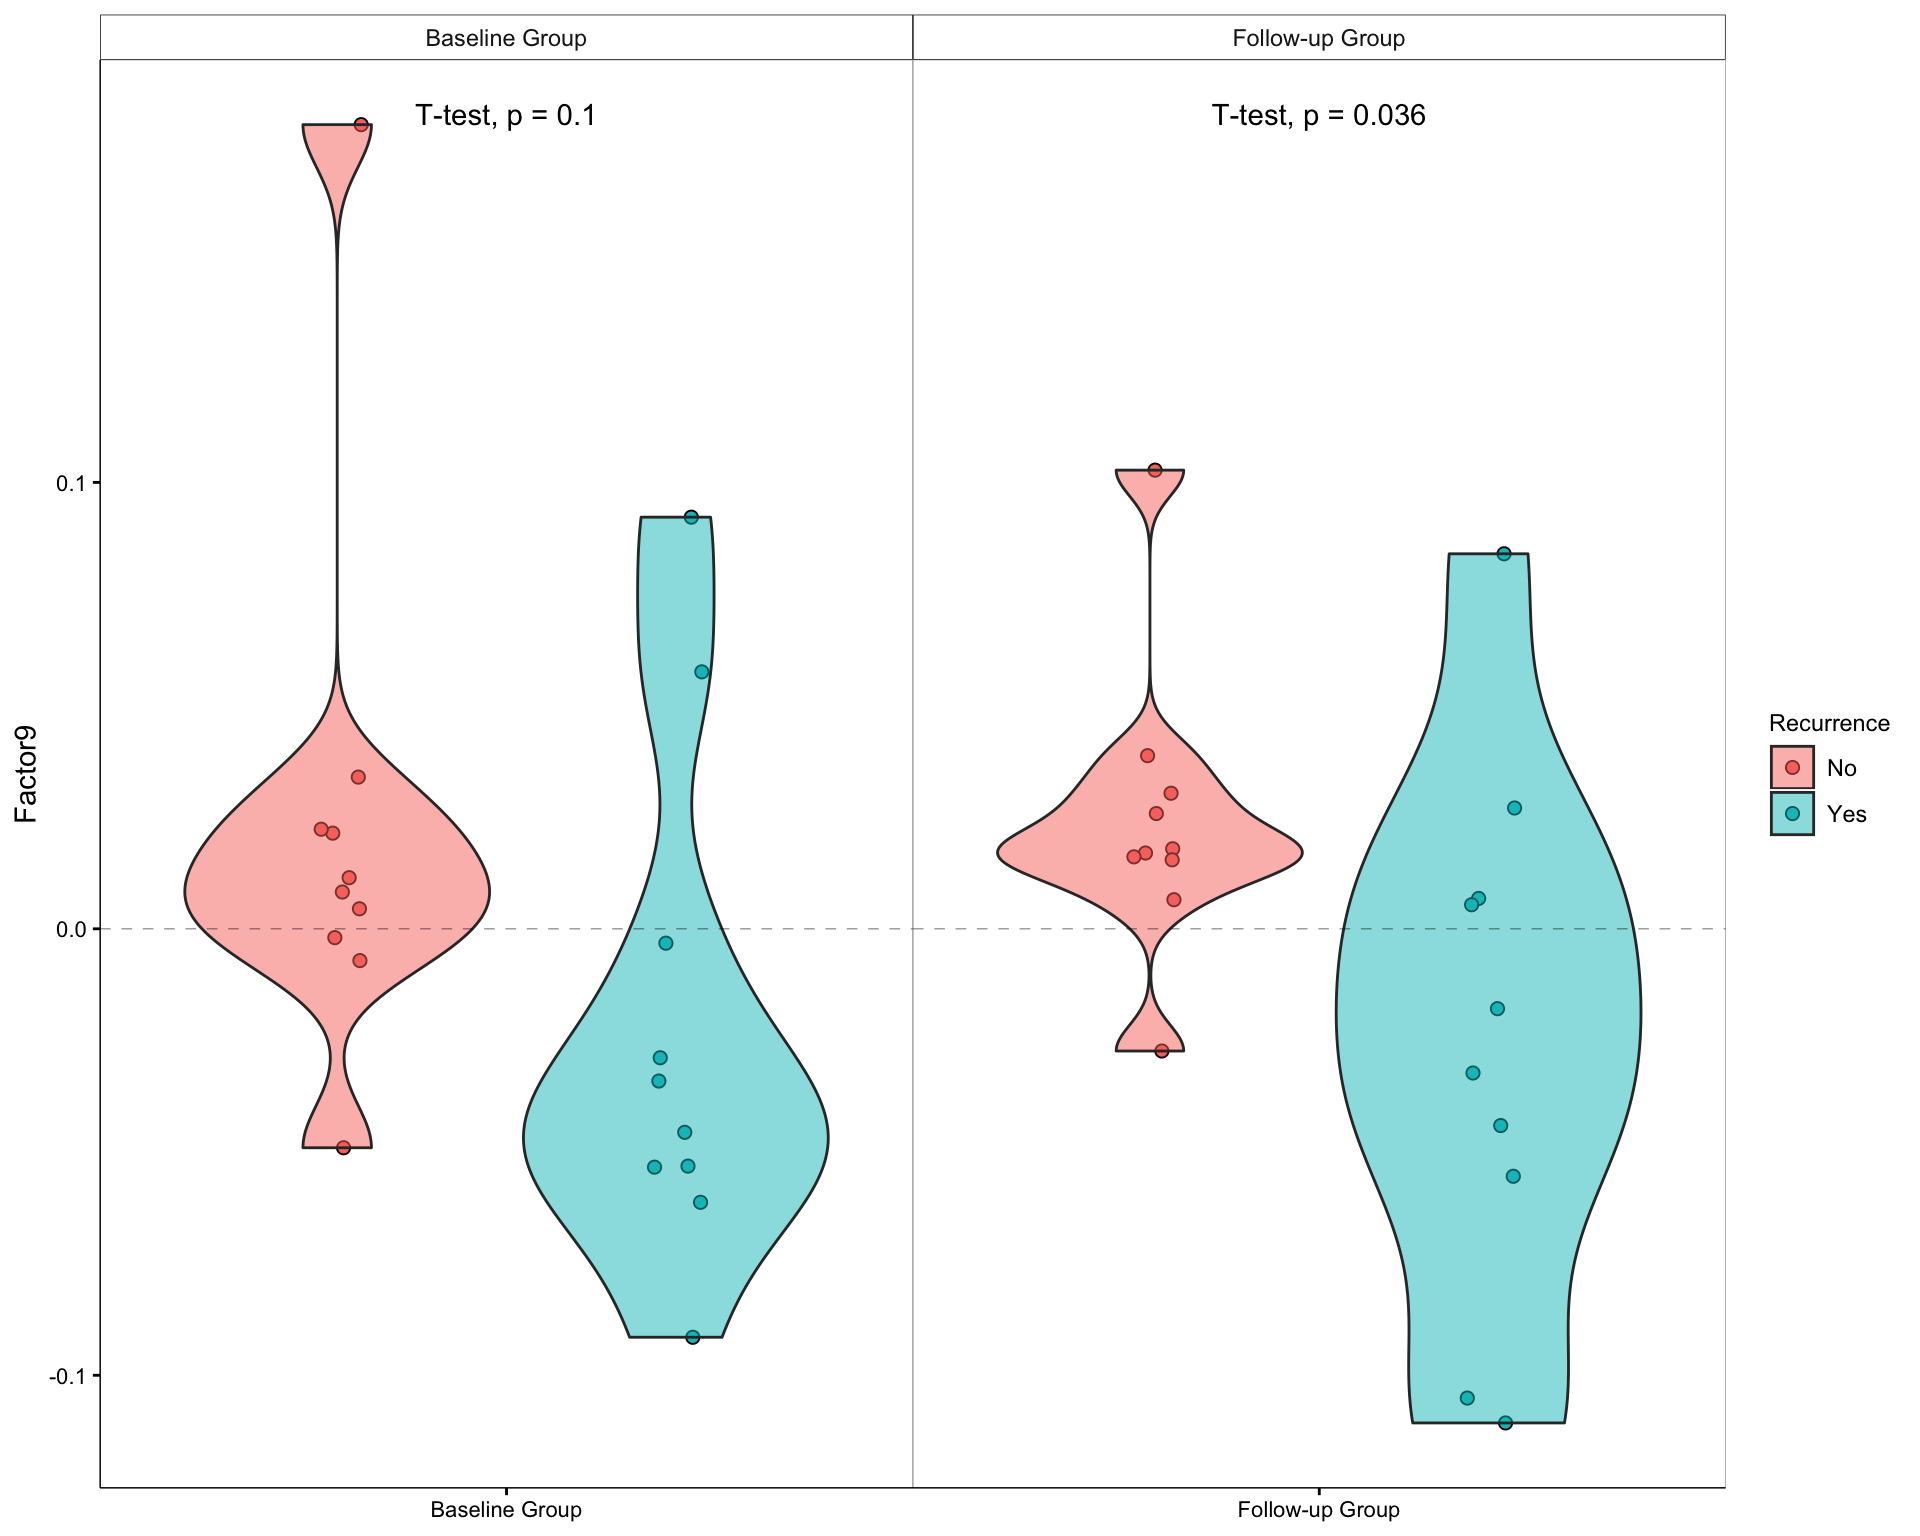 Baseline Group
Follow-up Group
T-test, p = 0.1
T-test, p = 0.036
0.1
0.0
-0.1
Factor9
Baseline Group
Follow-up Group
Recurrence
No
Yes